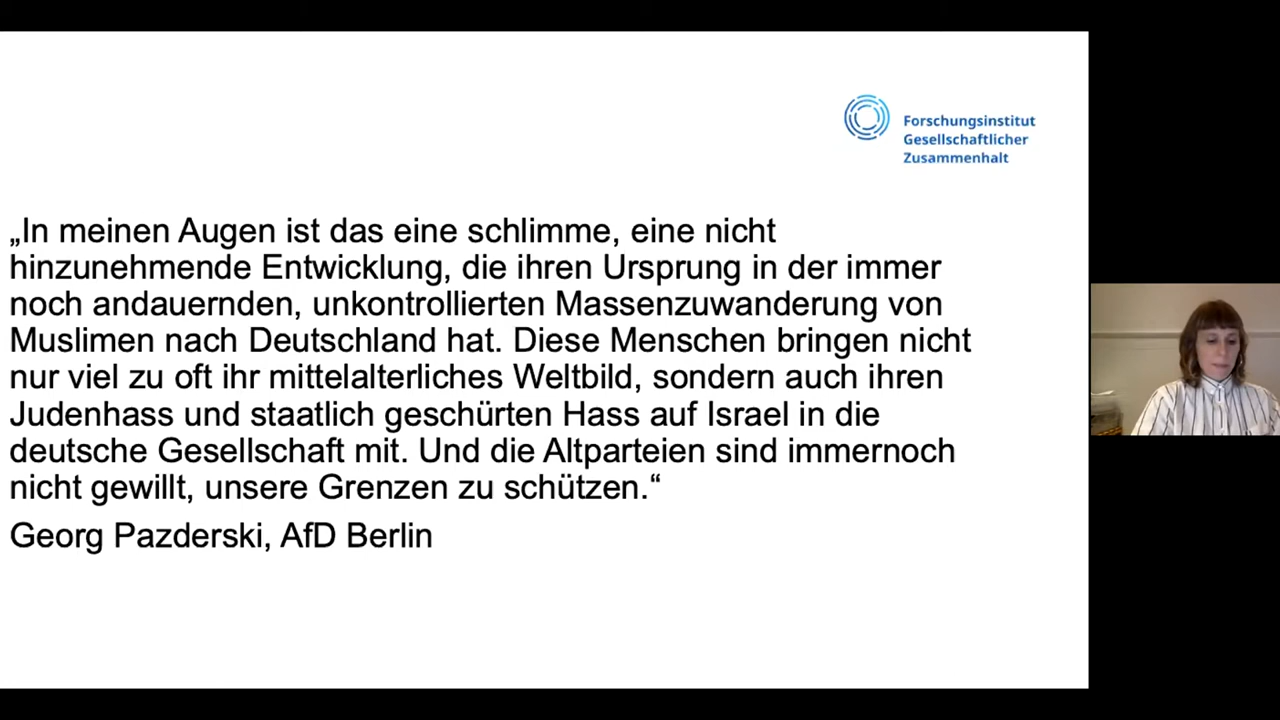 Forschungsinstitut
Gesellschaftlicher
Zusammenhalt
„In meinen Augen ist das eine schlimme, eine nicht
hinzunehmende Entwicklung, die ihren Ursprung in der immer
noch andauernden, unkontrollierten Massenzuwanderung von
Muslimen nach Deutschland hat. Diese Menschen bringen nicht
nur viel zu oft ihr mittelalterliches Weltbild, sondern auch ihren
Judenhass und staatlich geschürten Hass auf Israel in die
deutsche Gesellschaft mit. Und die Altparteien sind immernoch
nicht gewillt, unsere Grenzen zu schützen.“
Georg Pazderski, AfD Berlin